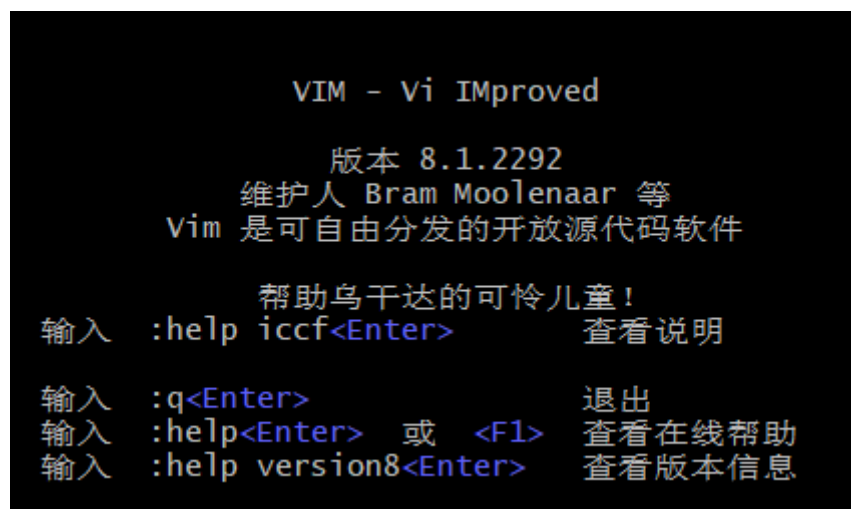 VIM - Vi IMproved
版本 8.1.2292
维护人 Bram Moolenaar 等
Vim 是可自由分发的开放源代码软件
帮助乌干达的可怜儿童!
输入 :help iccf<Enter> 查看说明
输入 :q<Enter> 退出
输入 :help<Enter> 或 <F1> 查看在线帮助
输入 :help version8<Enter> 查看版本信息